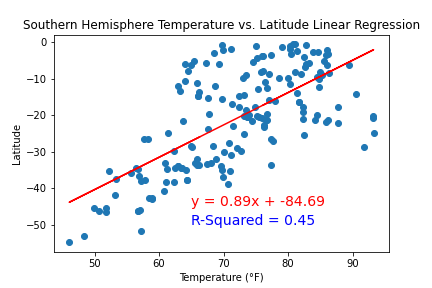 Southern Hemisphere Temperature vs. Latitude Linear Regression
0
−10
−20
−30
−40
−50
Latitude
y = 0.89x + -84.69
R-Squared = 0.45
50 60 70 80 90
Temperature (°F)